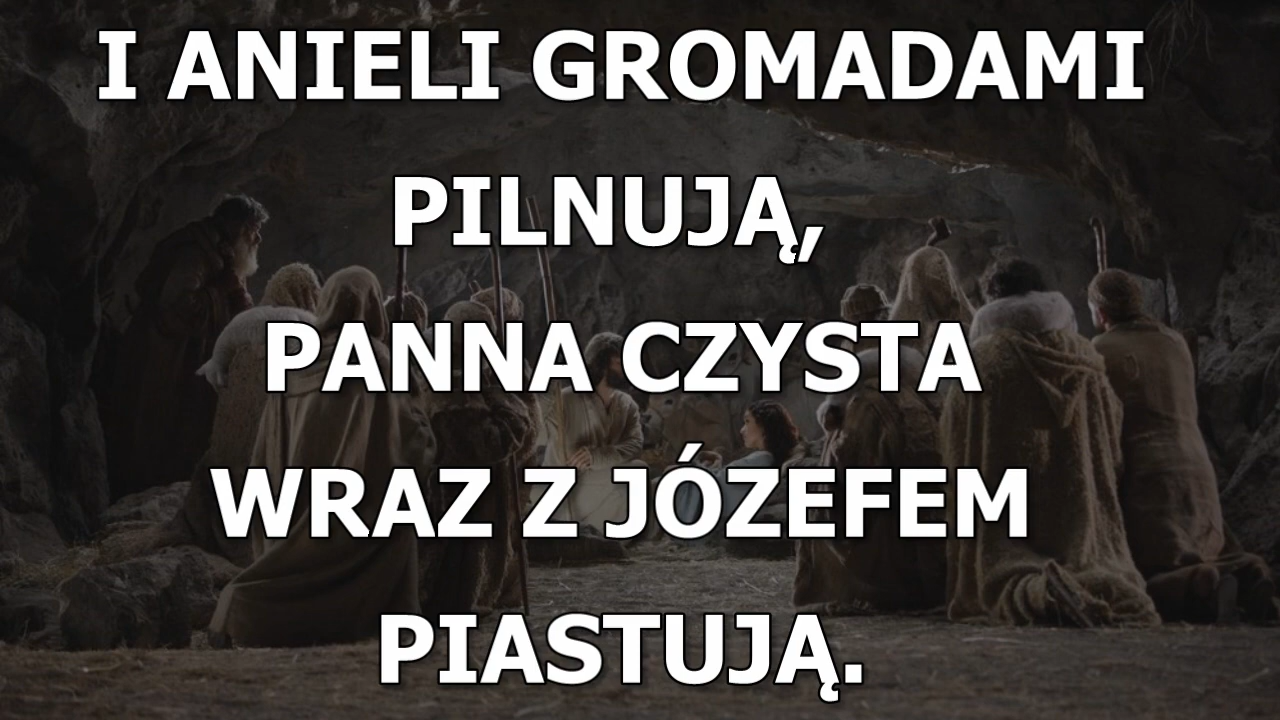 I ANIELI GROMADAMI
PILNUJĄ,
PANNA CZYSTA
WRAZ Z JÓZEFEM
PIASTUJĄ.